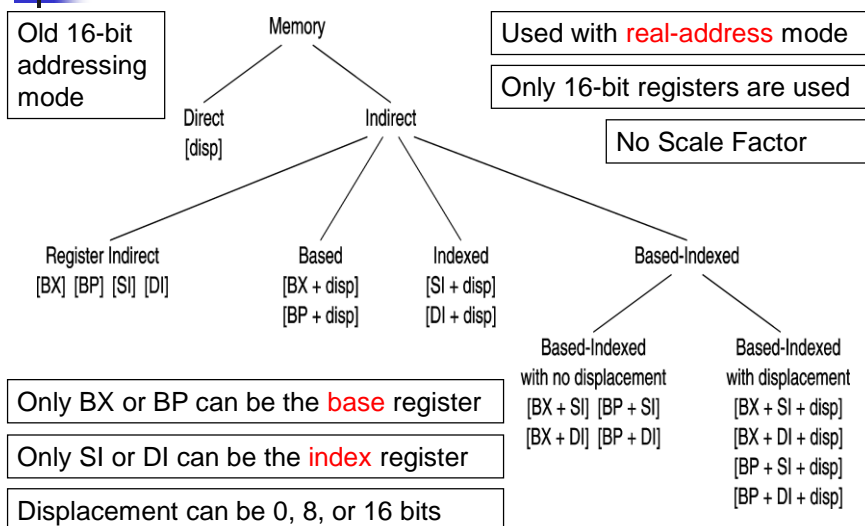 Old 16-bit
addressing
mode
Memory
Used with real-address mode
Only 16-bit registers are used
No Scale Factor
Direct
[disp]
Indirect
Register Indirect
[BX] [BP] [SI] [DI]
Based
[BX + disp]
[BP + disp]
Indexed
[SI + disp]
[DI + disp]
Based-Indexed
Based-Indexed
with no displacement
[BX + SI] [BP + SI]
[BX + DI] [BP + DI]
Based-Indexed
with displacement
[BX + SI + disp]
[BX + DI + disp]
[BP + SI + disp]
[BP + DI + disp]
Only BX or BP can be the base register
Only SI or DI can be the index register
Displacement can be 0, 8, or 16 bits